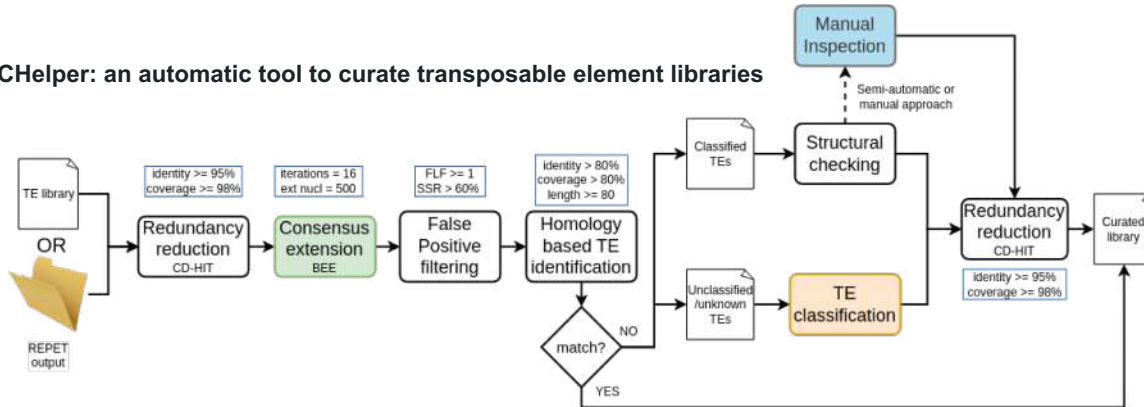 Manual
Inspection
CHelper: an automatic tool to curate transposable element libraries
Semi-automatic or
manual approach
TE library
OR
REPET
output
identity >= 95%
coverage >= 98%
Redundancy
reduction
CD-HIT
iterations = 16
ext nucl = 500
Consensus
extension
BEE
FLF >= 1
SSR > 60%
False
Positive
filtering
identity > 80%
coverage > 80%
length >= 80
Homology
based TE
identification
match?
NO
YES
Classified
TEs
Structural
checking
Unclassified
/unknown
TEs
TE
classification
Redundancy
reduction
CD-HIT
identity >= 95%
coverage >= 98%
Curated
library